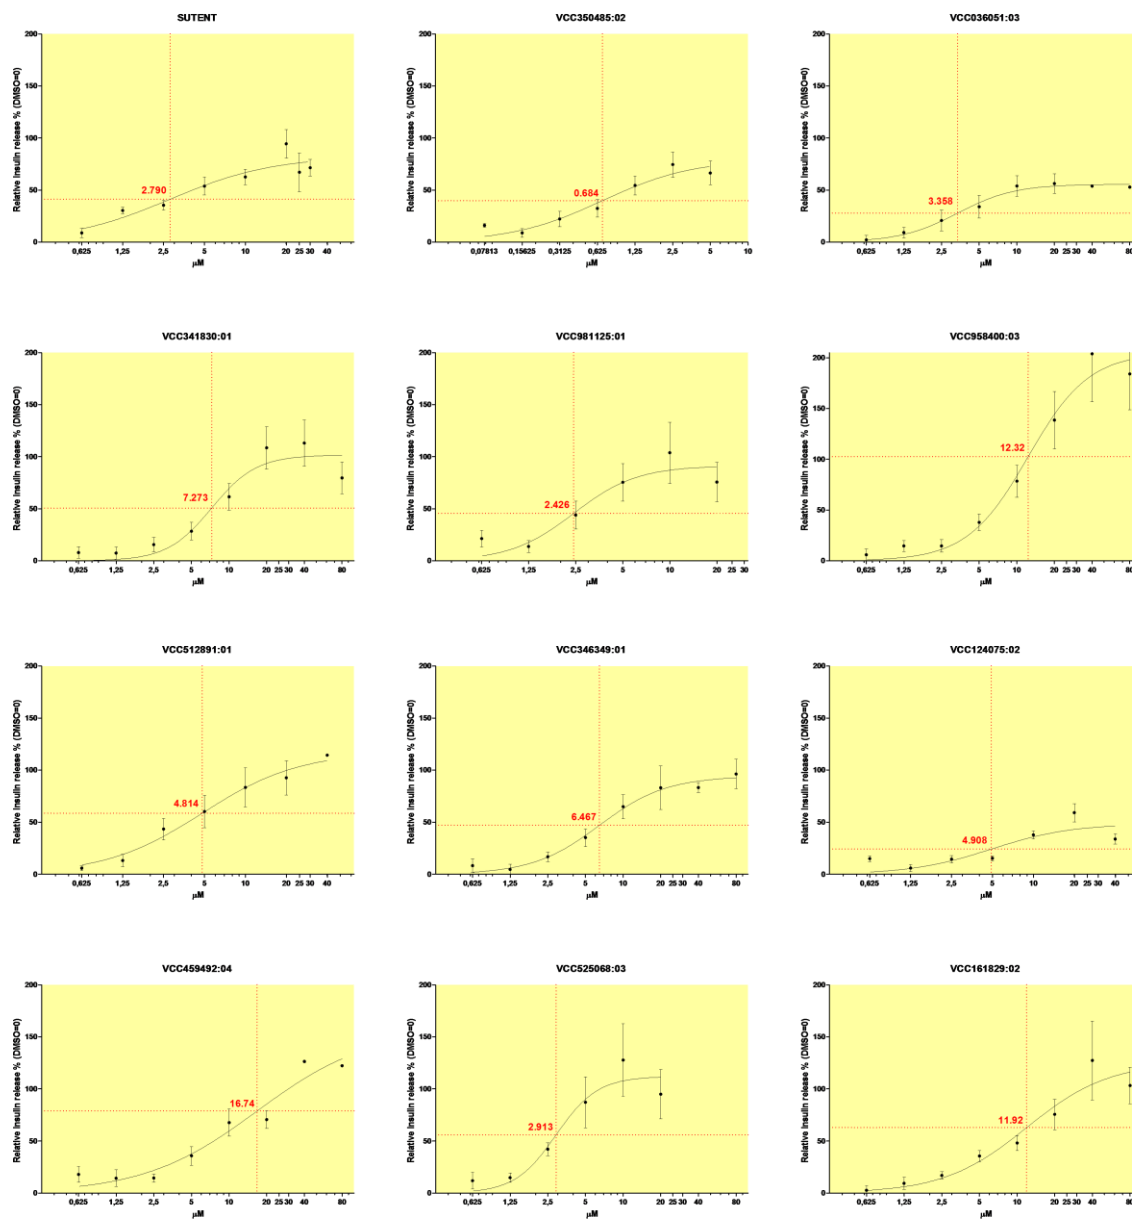 SUTENT
200
150
100
50
0
Relative Insulin release % (DMSO=0)
2.790
0,625 1,25 2,5 5 10 20 25 30 40
µM
VCC350485:02
200
150
100
50
0
Relative Insulin release % (DMSO=0)
0.684
0,07813 0,15625 0,3125 0,625 1,25 2,5 5 10
µM
VCC036051:03
200
150
100
50
0
Relative Insulin release % (DMSO=0)
3.358
0,625 1,25 2,5 5 10 20 25 30 40 80
µM
VCC341830:01
200
150
100
50
0
Relative Insulin release % (DMSO=0)
7.273
0,625 1,25 2,5 5 10 20 25 30 40 80
µM
VCC981125:01
200
150
100
50
0
Relative Insulin release % (DMSO=0)
2.426
0,625 1,25 2,5 5 10 20 25 30
µM
VCC958400:03
200
150
100
50
0
Relative Insulin release % (DMSO=0)
12.32
0,625 1,25 2,5 5 10 20 25 30 40 80
µM
VCC512891:01
200
150
100
50
0
Relative Insulin release % (DMSO=0)
4.814
0,625 1,25 2,5 5 10 20 25 30 40
µM
VCC346349:01
200
150
100
50
0
Relative Insulin release % (DMSO=0)
6.467
0,625 1,25 2,5 5 10 20 25 30 40 80
µM
VCC124075:02
200
150
100
50
0
Relative Insulin release % (DMSO=0)
4.908
0,625 1,25 2,5 5 10 20 25 30 40
µM
VCC459492:04
200
150
100
50
0
Relative Insulin release % (DMSO=0)
16.74
0,625 1,25 2,5 5 10 20 25 30 40 80
µM
VCC525068:03
200
150
100
50
0
Relative Insulin release % (DMSO=0)
2.913
0,625 1,25 2,5 5 10 20 25 30 40 80
µM
VCC161829:02
200
150
100
50
0
Relative Insulin release % (DMSO=0)
11.92
0,625 1,25 2,5 5 10 20 25 30 40 80
µM